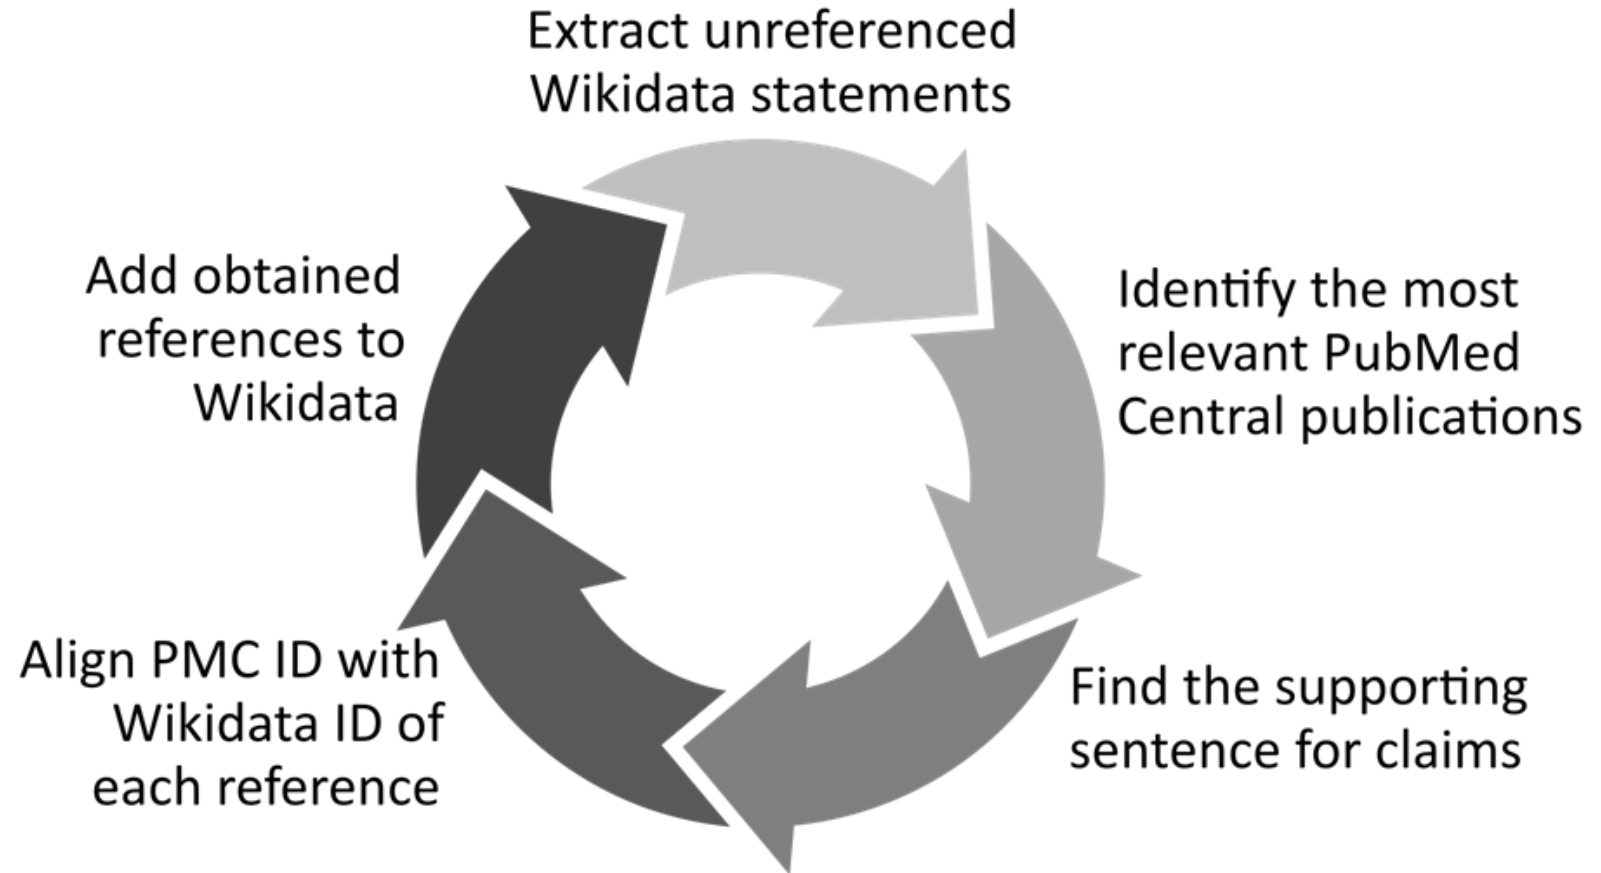 Extract unreferenced
Wikidata statements
Identify the most
relevant PubMed
Central publications
Find the supporting
sentence for claims
Align PMC ID with
Wikidata ID of
each reference
Add obtained
references to
Wikidata